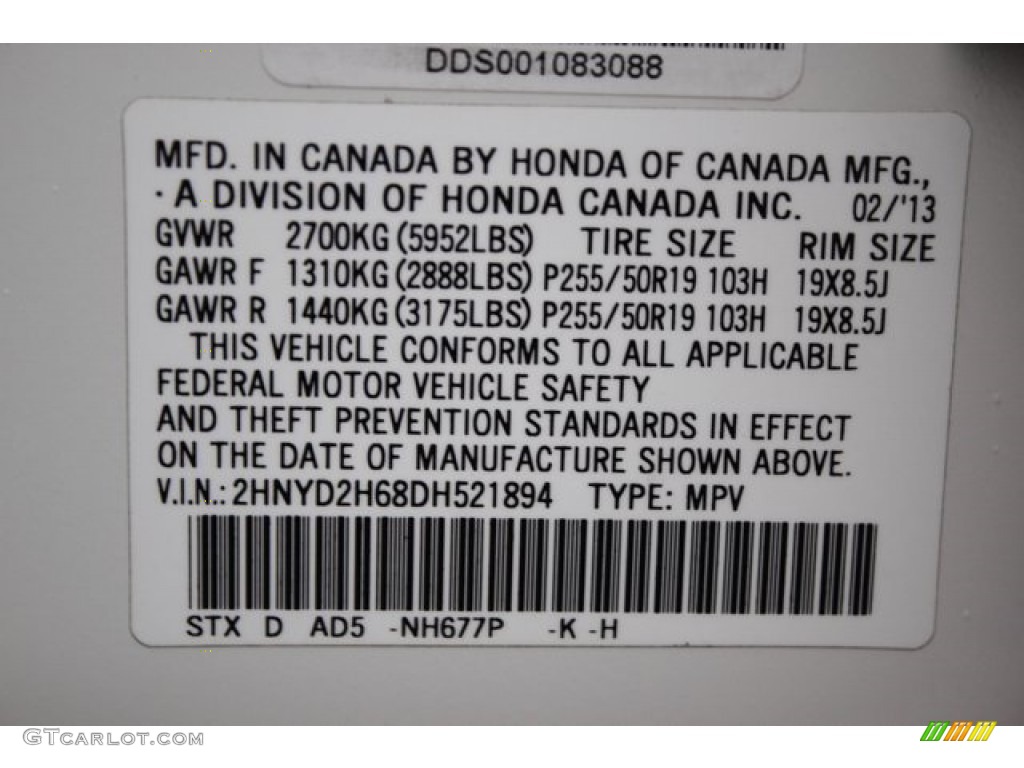 DDS001083088
MFD. IN CANADA BY HONDA OF CANADA MFG.,
· A DIVISION OF HONDA CANADA INC. 02/'13
GVWR 2700KG (5952LBS) TIRE SIZE RIM SIZE
GAWR F 1310KG (2888LBS) P255/50R19 103H 19X8.5J
GAWR R 1440KG (3175LBS) P255/50R19 103H 19X8.5J
THIS VEHICLE CONFORMS TO ALL APPLICABLE
FEDERAL MOTOR VEHICLE SAFETY
AND THEFT PREVENTION STANDARDS IN EFFECT
ON THE DATE OF MANUFACTURE SHOWN ABOVE.
V.I.N.: 2HNYD2H68DH521894 TYPE: MPV
STX D AD5 -NH677P -K -H
GTCARLOT.COM